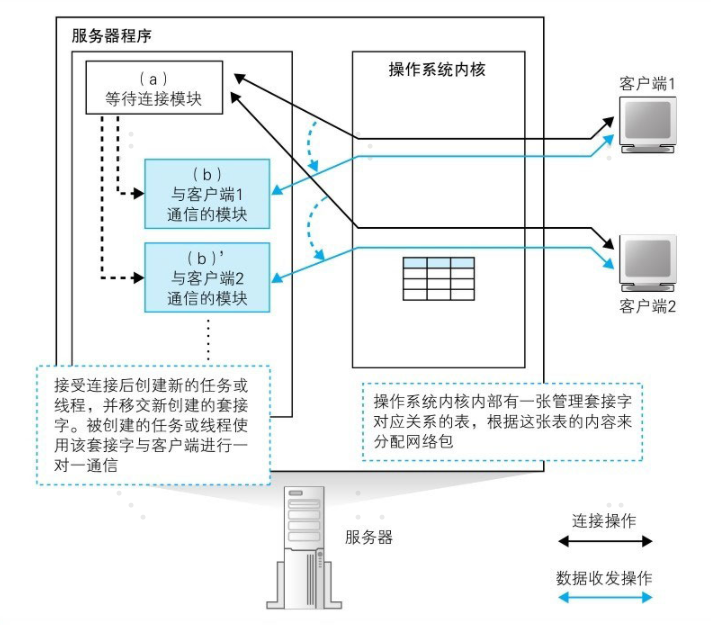 服务器程序
(a)
等待连接模块
(b)
与客户端1
通信的模块
(b)'
与客户端2
通信的模块
接受连接后创建新的任务或
线程，并移交新创建的套接
字。被创建的任务或线程使
用该套接字与客户端进行一
对一通信
操作系统内核
操作系统内核内部有一张管理套接字
对应关系的表，根据这张表的内容来
分配网络包
客户端1
客户端2
服务器
连接操作
数据收发操作